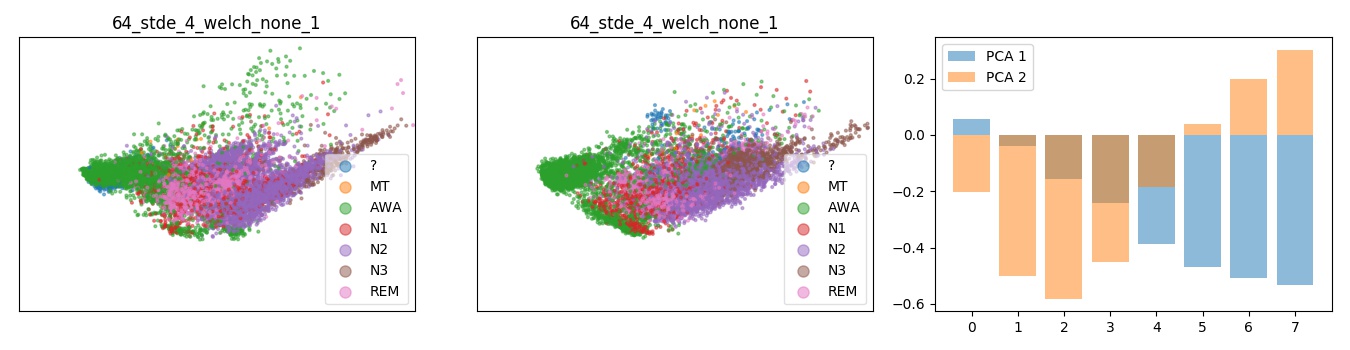 64_stde_4_welch_none_1
?
MT
AWA
N1
N2
N3
REM
64_stde_4_welch_none_1
?
MT
AWA
N1
N2
N3
REM
PCA 1
PCA 2
0.2
0.0
−0.2
−0.4
−0.6
0 1 2 3 4 5 6 7